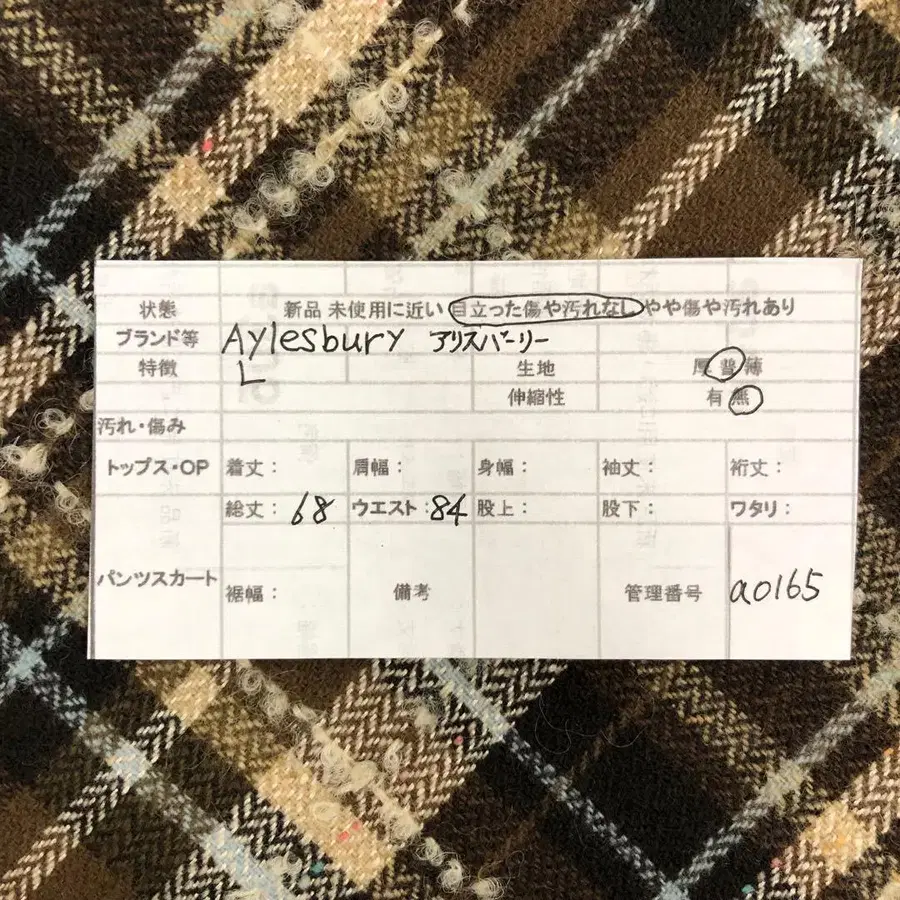 状態 新品 未使用に近い 目立った傷や汚れなし やや傷や汚れあり
ブランド等 Aylesbury アリスバーリー
特徴 L 生地 厚 普 薄
伸縮性 有 無
汚れ・傷み
トップス・OP 着丈： 肩幅： 身幅： 袖丈： 裄丈：
総丈：68 ウエスト：84 股上： 股下： ワタリ：
パンツスカート 裾幅： 備考 管理番号 a0165